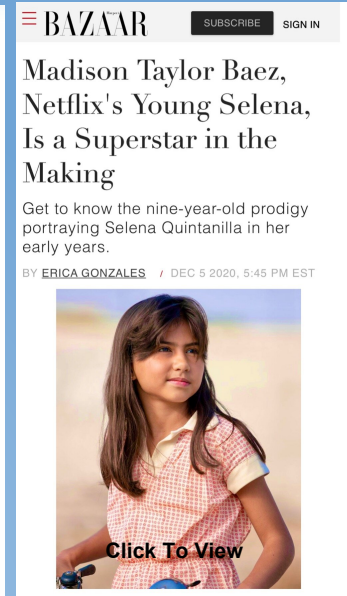 BAZAAR SUBSCRIBE SIGN IN
Madison Taylor Baez,
Netflix's Young Selena,
Is a Superstar in the
Making
Get to know the nine-year-old prodigy
portraying Selena Quintanilla in her
early years.
BY ERICA GONZALES / DEC 5 2020, 5:45 PM EST
Click To View